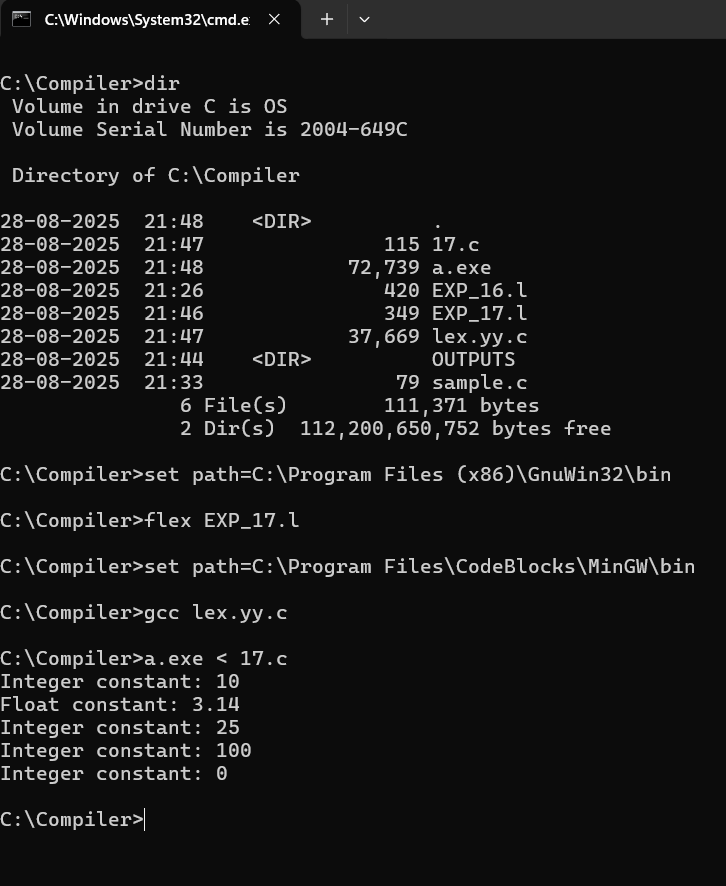 C:\Windows\System32\cmd.e
C:\Compiler>dir
 Volume in drive C is OS
 Volume Serial Number is 2004-649C
 Directory of C:\Compiler
28-08-2025  21:48    <DIR>          .
28-08-2025  21:47               115 17.c
28-08-2025  21:48            72,739 a.exe
28-08-2025  21:26               420 EXP_16.l
28-08-2025  21:46               349 EXP_17.l
28-08-2025  21:47            37,669 lex.yy.c
28-08-2025  21:44    <DIR>          OUTPUTS
28-08-2025  21:33                79 sample.c
               6 File(s)        111,371 bytes
               2 Dir(s)  112,200,650,752 bytes free
C:\Compiler>set path=C:\Program Files (x86)\GnuWin32\bin
C:\Compiler>flex EXP_17.l
C:\Compiler>set path=C:\Program Files\CodeBlocks\MinGW\bin
C:\Compiler>gcc lex.yy.c
C:\Compiler>a.exe < 17.c
Integer constant: 10
Float constant: 3.14
Integer constant: 25
Integer constant: 100
Integer constant: 0
C:\Compiler>